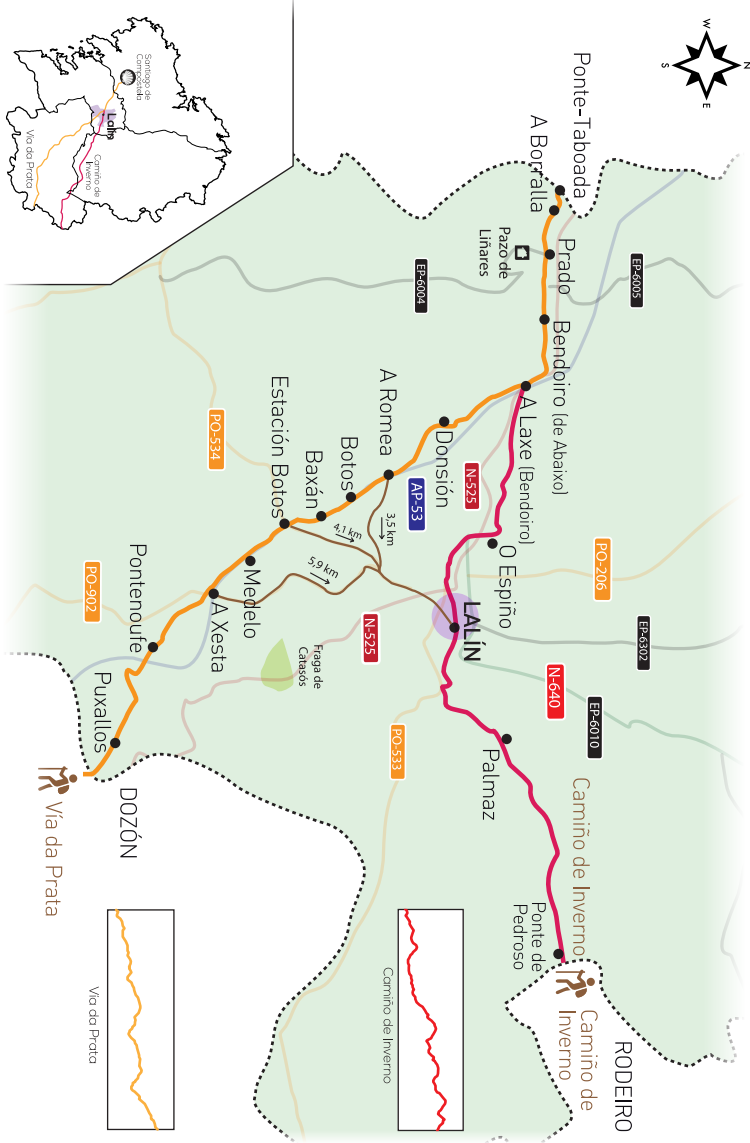 N
W
E
S
EP-6005
EP-6302
RODEIRO
PO-206
EP-6010
Camiño de
Inverno
Ponte-Taboada
Camiño de Inverno
N-640
Prado
Bendoiro (de Abaixo)
A Borralla
A Laxe (Bendoiro)
Ponte de
Pedroso
Pazo de
Liñares
O Espiño
Palmaz
N-525
LALÍN
Donsión
EP-6004
AP-53
PO-533
A Romea
3,5 km
N-525
Camiño de Inverno
Botos
4,1 km
Baxán
5,9 km
Fraga de
Catasós
Estación Botos
Medelo
A Xesta
PO-534
Pontenoufe
DOZÓN
Puxallos
PO-902
Vía da Prata
Vía da Prata
Santiago de
Compostela
Lalín
Camiño de
Inverno
Vía da Prata